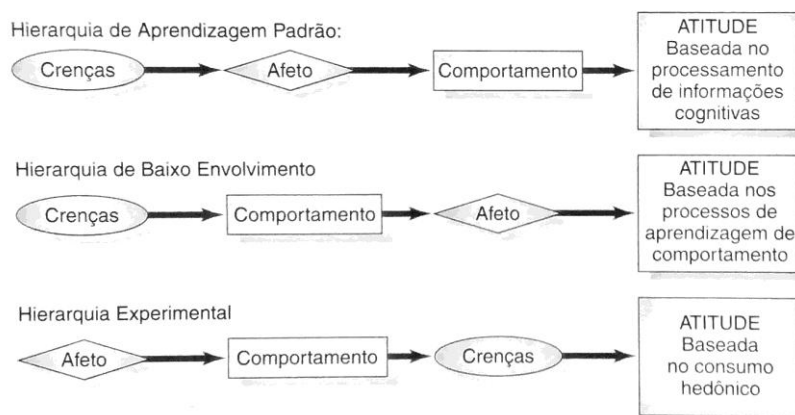 Hierarquia de Aprendizagem Padrão:
Crenças
Afeto
Comportamento
ATITUDE
Baseada no
processamento
de informações
cognitivas
Hierarquia de Baixo Envolvimento
Crenças
Comportamento
Afeto
ATITUDE
Baseada nos
processos de
aprendizagem de
comportamento
Hierarquia Experimental
Afeto
Comportamento
Crenças
ATITUDE
Baseada
no consumo
hedônico